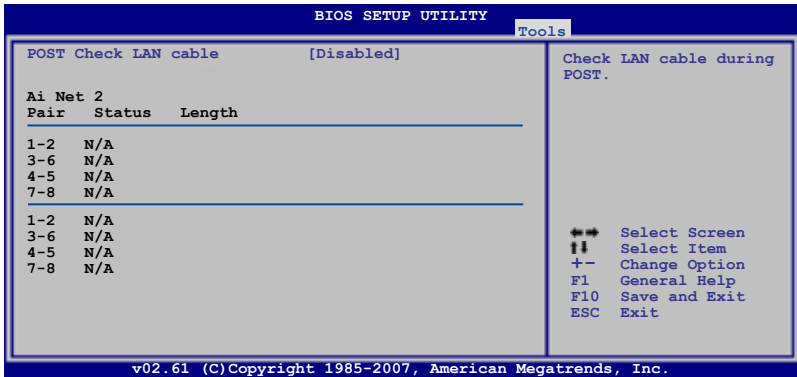 BIOS SETUP UTILITY
Tools
POST Check LAN cable [Disabled]
Ai Net 2
Pair Status Length
1-2 N/A
3-6 N/A
4-5 N/A
7-8 N/A
1-2 N/A
3-6 N/A
4-5 N/A
7-8 N/A
Check LAN cable during
POST.
←→ Select Screen
↑↓ Select Item
+- Change Option
F1 General Help
F10 Save and Exit
ESC Exit
v02.61 (C)Copyright 1985-2007, American Megatrends, Inc.